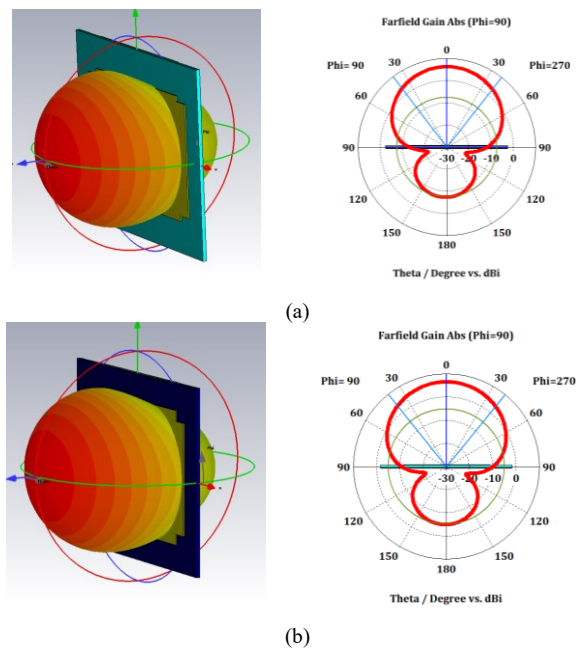 Farfield Gain Abs (Phi=90)
0
Phi= 90 30 30 Phi=270
60 60
90 90
-30 -20 -10 0
120 120
150 150
180
Theta / Degree vs. dBi
(a)
Farfield Gain Abs (Phi=90)
0
Phi= 90 30 30 Phi=270
60 60
90 90
-30 -20 -10 0
120 120
150 150
180
Theta / Degree vs. dBi
(b)